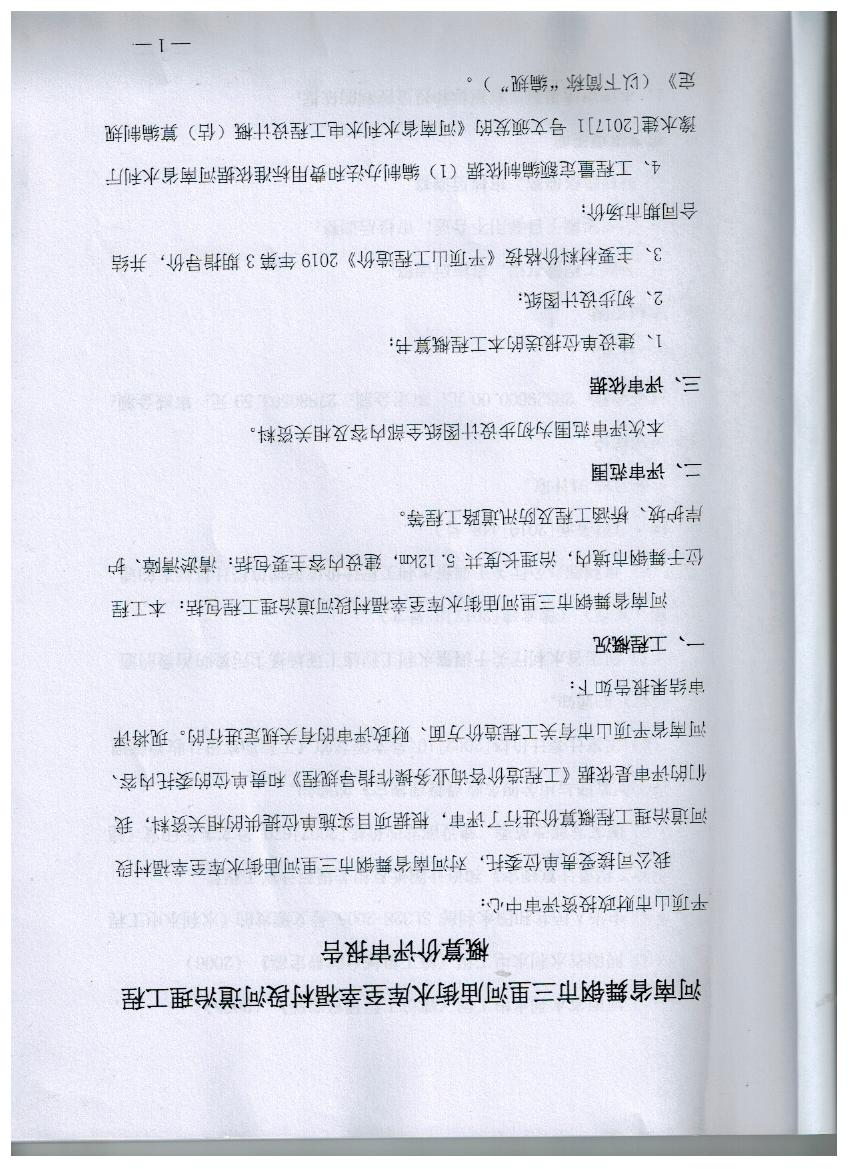 河南省舞钢市三里河庙街水库至幸福村段河道治理工程
概算价评审报告
平顶山市财政投资评审中心：
我公司接受贵单位委托，对河南省舞钢市三里河庙街水库至幸福村段
河道治理工程概算价进行了评审，根据项目实施单位提供的相关资料，我
们的评审是依据《工程造价咨询业务操作指导规程》和贵单位的委托内容、
河南省平顶山市有关工程造价方面、财政评审的有关规定进行的。现将评
审结果报告如下：
一、工程概况
河南省舞钢市三里河庙街水库至幸福村段河道治理工程包括：本工程
位于舞钢市境内，治理长度共 5.12km，建设内容主要包括：清淤清障、护
岸护坡、桥涵工程及防汛道路工程等。
二、评审范围
本次评审范围为初步设计图纸全部内容及相关资料。
三、评审依据
1、建设单位报送的本工程概算书；
2、初步设计图纸；
3、主要材料价格按《平顶山工程造价》2019 年第 3 期指导价，并结
合同期市场价；
4、工程量定额编制依据（1）编制办法和费用标准依据河南省水利厅
豫水建[2017]1 号文颁发的《河南省水利水电工程设计概（估）算编制规
定》（以下简称“编规”）。
— 1 —